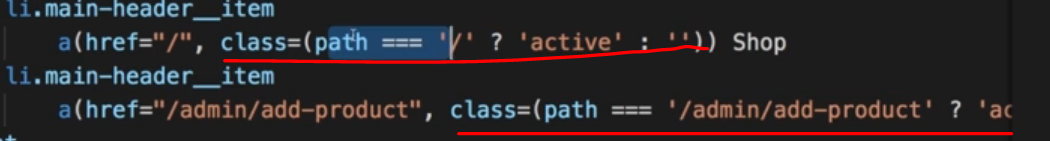 li.main-header__item
a(href="/", class=(path === '/' ? 'active' : '')) Shop
li.main-header__item
a(href="/admin/add-product", class=(path === '/admin/add-product' ? 'ac